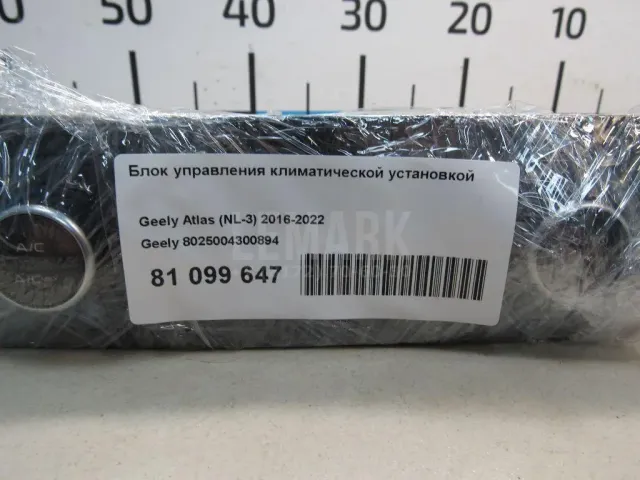 50 40 30 20 10
Блок управления климатической установкой
Geely Atlas (NL-3) 2016-2022
Geely 8025004300894
LEMARK
81 099 647
A/C